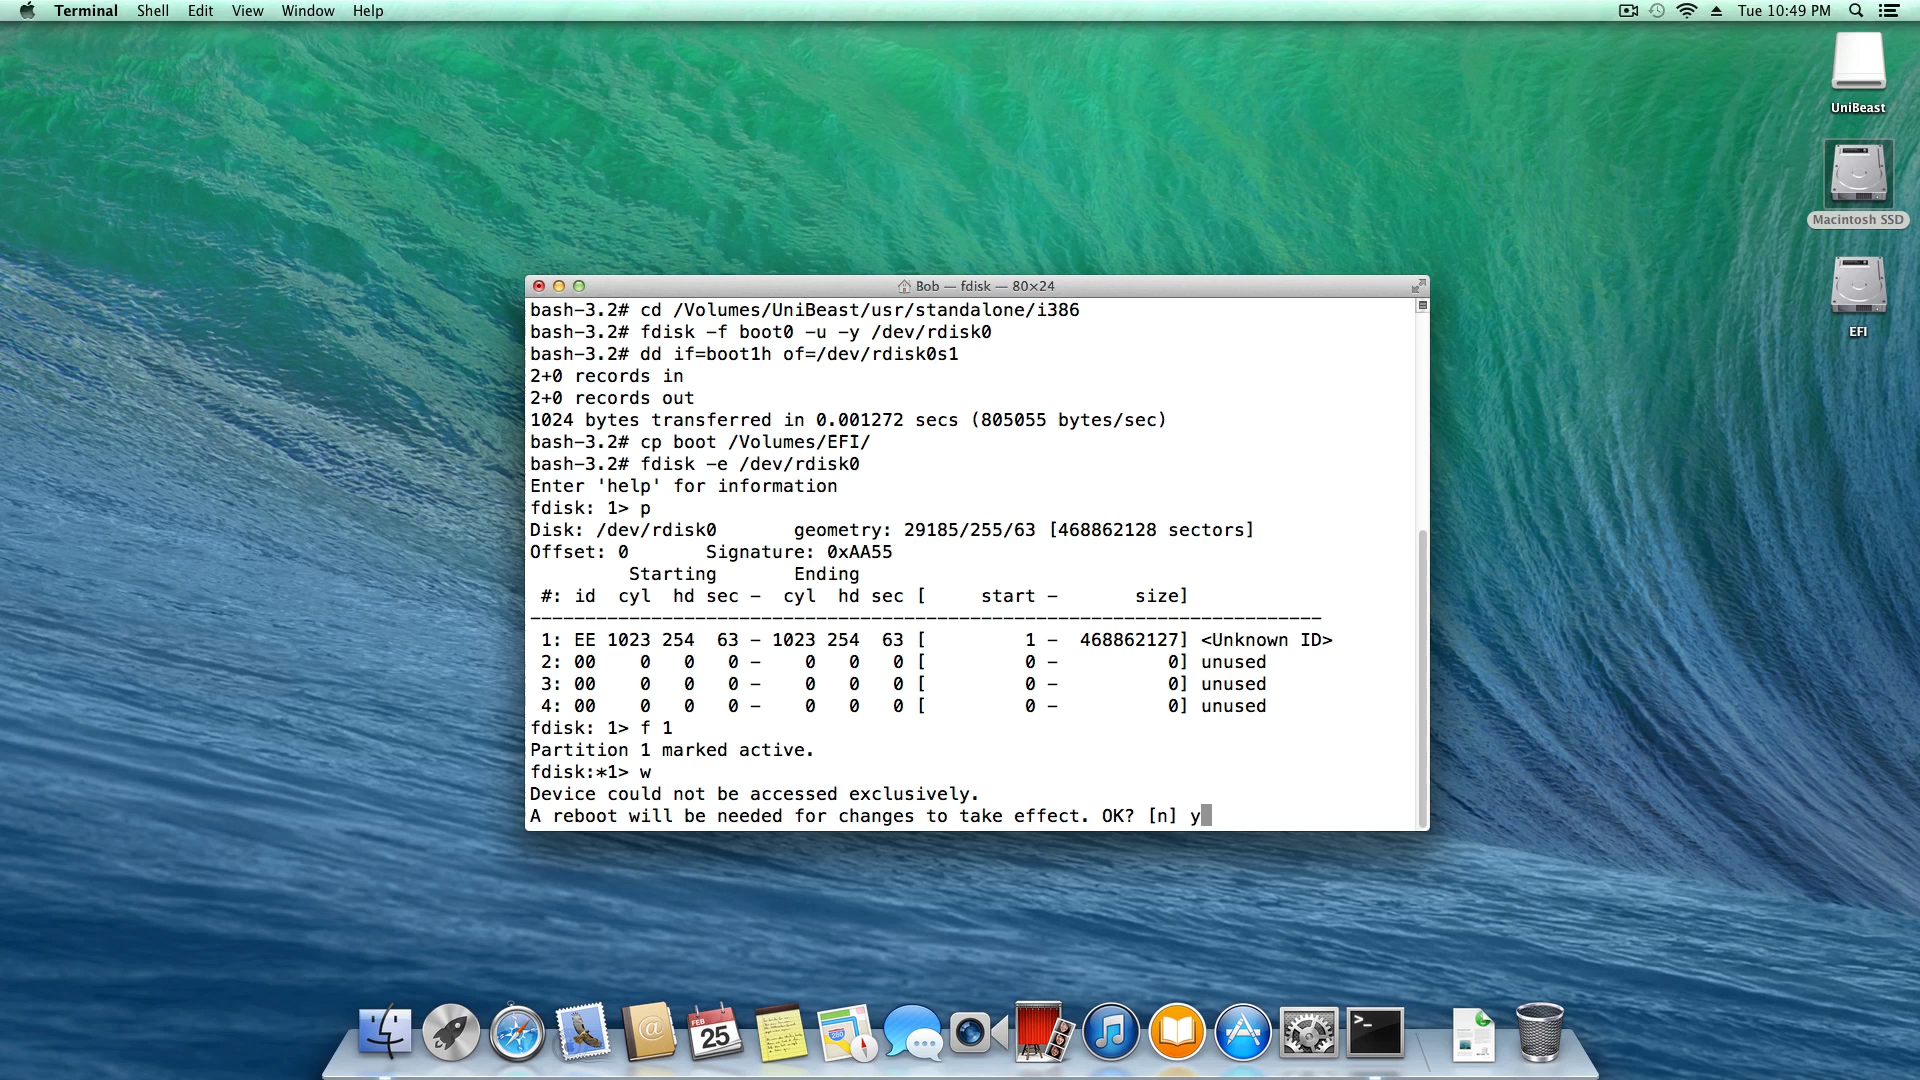 Terminal Shell Edit View Window Help Tue 10:49 PM
UniBeast
Macintosh SSD
EFI
Bob — fdisk — 80×24
bash-3.2# cd /Volumes/UniBeast/usr/standalone/i386
bash-3.2# fdisk -f boot0 -u -y /dev/rdisk0
bash-3.2# dd if=boot1h of=/dev/rdisk0s1
2+0 records in
2+0 records out
1024 bytes transferred in 0.001272 secs (805055 bytes/sec)
bash-3.2# cp boot /Volumes/EFI/
bash-3.2# fdisk -e /dev/rdisk0
Enter 'help' for information
fdisk: 1> p
Disk: /dev/rdisk0       geometry: 29185/255/63 [468862128 sectors]
Offset: 0       Signature: 0xAA55
         Starting       Ending
 #: id  cyl  hd sec -  cyl  hd sec [     start -       size]
------------------------------------------------------------------------
 1: EE 1023 254  63 - 1023 254  63 [         1 -  468862127] <Unknown ID>
 2: 00    0   0   0 -    0   0   0 [         0 -          0] unused
 3: 00    0   0   0 -    0   0   0 [         0 -          0] unused
 4: 00    0   0   0 -    0   0   0 [         0 -          0] unused
fdisk: 1> f 1
Partition 1 marked active.
fdisk:*1> w
Device could not be accessed exclusively.
A reboot will be needed for changes to take effect. OK? [n] y
FEB
25
280
@
>_